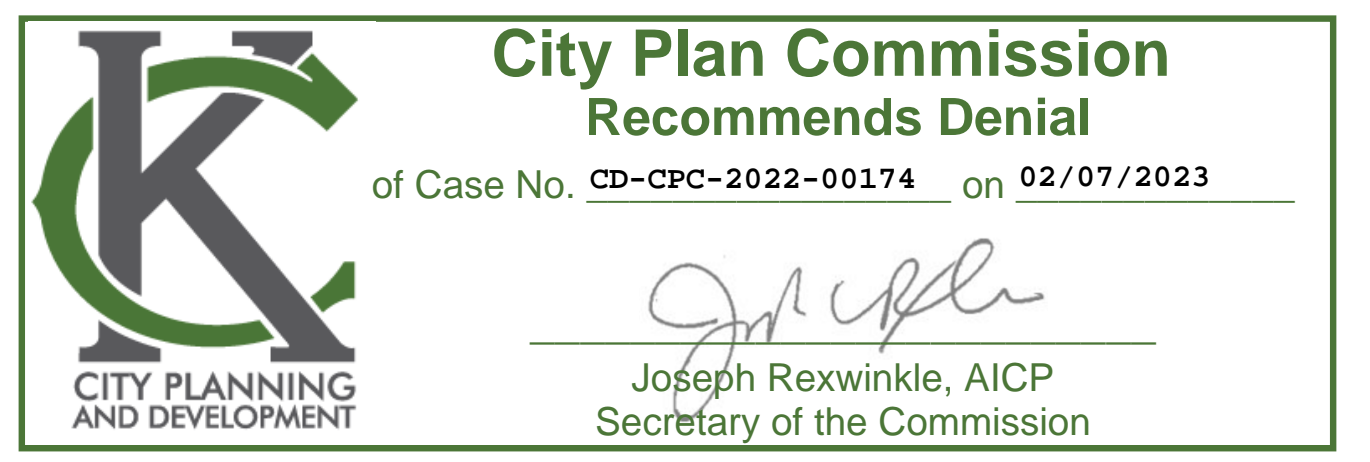 KC
CITY PLANNING
AND DEVELOPMENT
City Plan Commission
Recommends Denial
of Case No. CD-CPC-2022-00174 on 02/07/2023
Joseph Rexwinkle, AICP
Secretary of the Commission